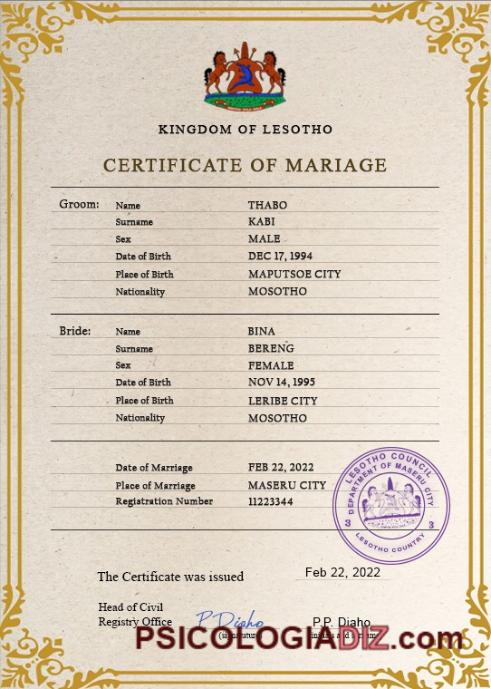 KINGDOM OF LESOTHO
CERTIFICATE OF MARIAGE
Groom: Name THABO
Surname KABI
Sex MALE
Date of Birth DEC 17, 1994
Place of Birth MAPUTSOE CITY
Nationality MOSOTHO
Bride: Name BINA
Surname BERENG
Sex FEMALE
Date of Birth NOV 14, 1995
Place of Birth LERIBE CITY
Nationality MOSOTHO
Date of Marriage FEB 22, 2022
Place of Marriage MASERU CITY
Registration Number 11223344
LESOTHO COUNCIL
DEPARTMENT OF MASERU CITY
3 3
LESOTHO COUNTRY
The Certificate was issued Feb 22, 2022
Head of Civil
Registry Office P.Diaho P.P. Diaho
(signature)
PSICOLOGIADIZ.com